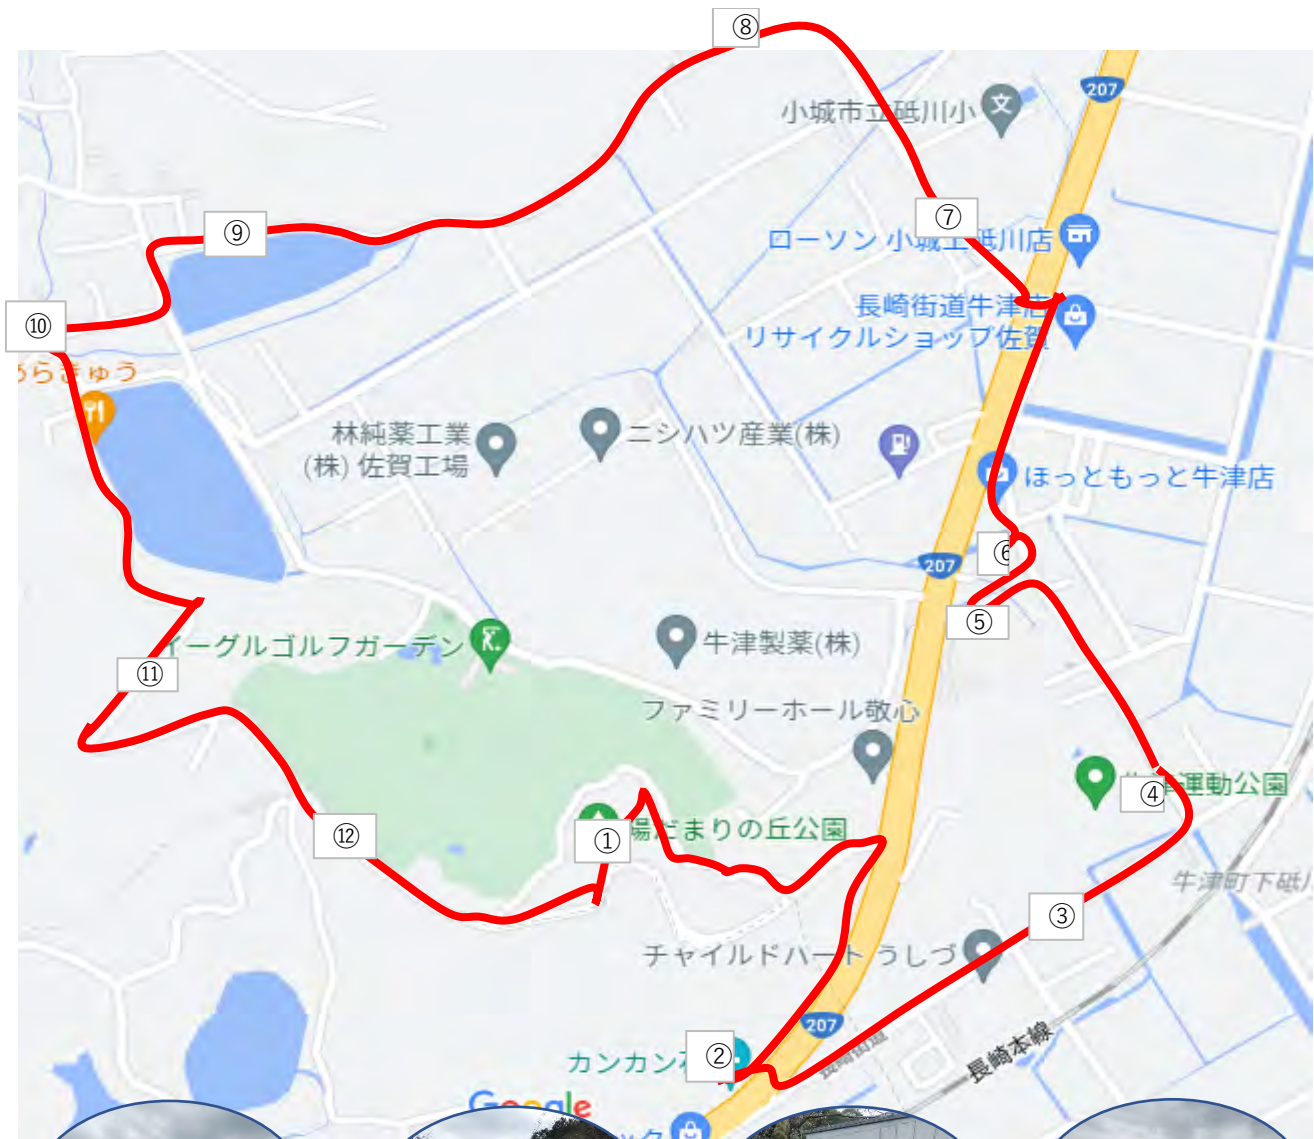 ⑧
207
小城市立砥川小
⑦
⑨
ローソン 小城
砥川店
長崎街道牛津店
リサイクルショップ佐賀
⑩
らきゅう
林純薬工業
(株) 佐賀工場
ニシハツ産業(株)
ほっともっと牛津店
⑥
207
⑤
イーグルゴルフガーデン
牛津製薬(株)
⑪
ファミリーホール敬心
④
運動公園
⑫
①
陽だまりの丘公園
牛津町下砥川
③
チャイルドハート うしづ
207
②
カンカン
長崎街道
長崎本線
Google
ック